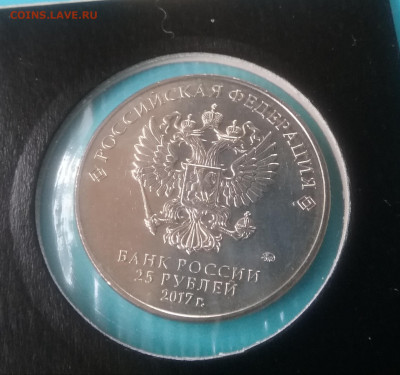 COINS.LAVE.RU
РОССИЙСКАЯ ФЕДЕРАЦИЯ
БАНК РОССИИ
25 РУБЛЕЙ
2017 г.